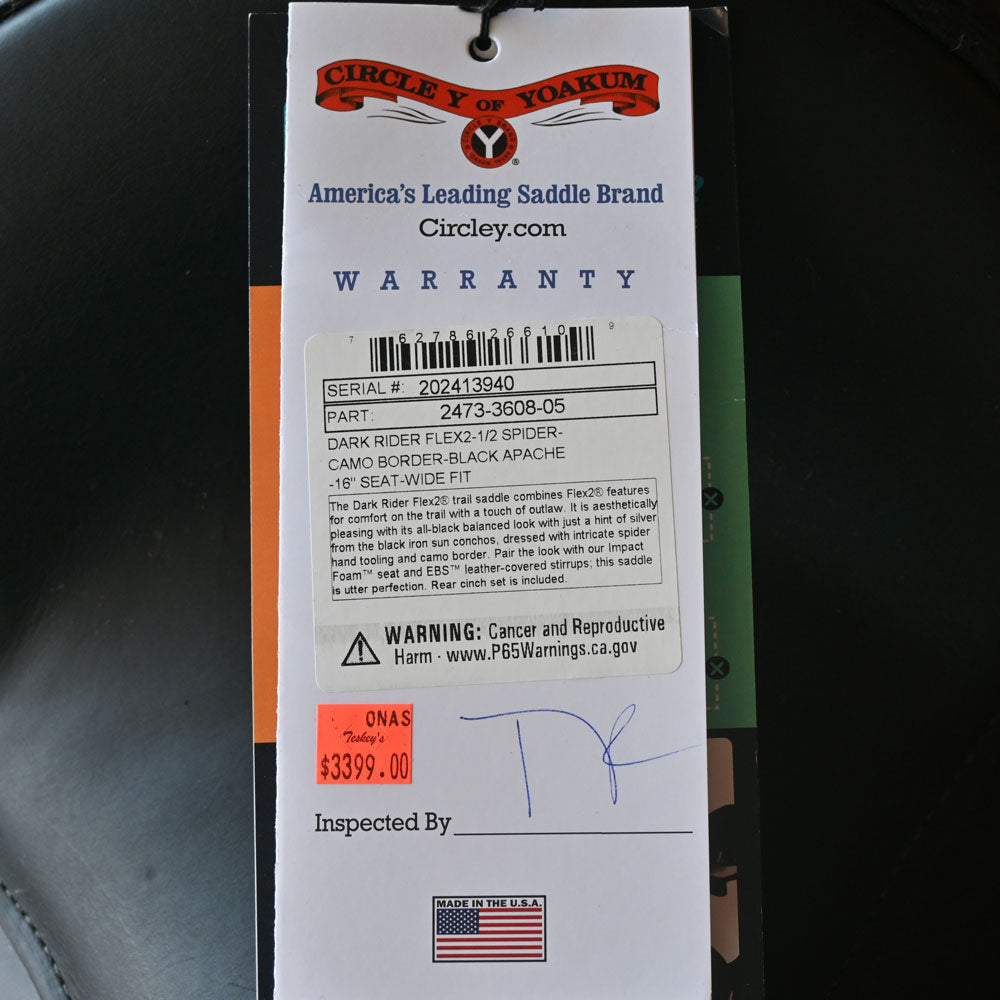 CIRCLE Y OF YOAKUM
CIRCLE Y BRAND
Y
YOAKUM, TEXAS
®
America's Leading Saddle Brand
Circley.com
WARRANTY
7 62786 26610 9
SERIAL #: 202413940
PART: 2473-3608-05
DARK RIDER FLEX2-1/2 SPIDER-
CAMO BORDER-BLACK APACHE
-16" SEAT-WIDE FIT
The Dark Rider Flex2® trail saddle combines Flex2® features
for comfort on the trail with a touch of outlaw. It is aesthetically
pleasing with its all-black balanced look with just a hint of silver
from the black iron sun conchos, dressed with intricate spider
hand tooling and camo border. Pair the look with our Impact
Foam™ seat and EBS™ leather-covered stirrups; this saddle
is utter perfection. Rear cinch set is included.
WARNING: Cancer and Reproductive
Harm - www.P65Warnings.ca.gov
ONAS
Teskey's
$3399.00
Inspected By
MADE IN THE U.S.A.